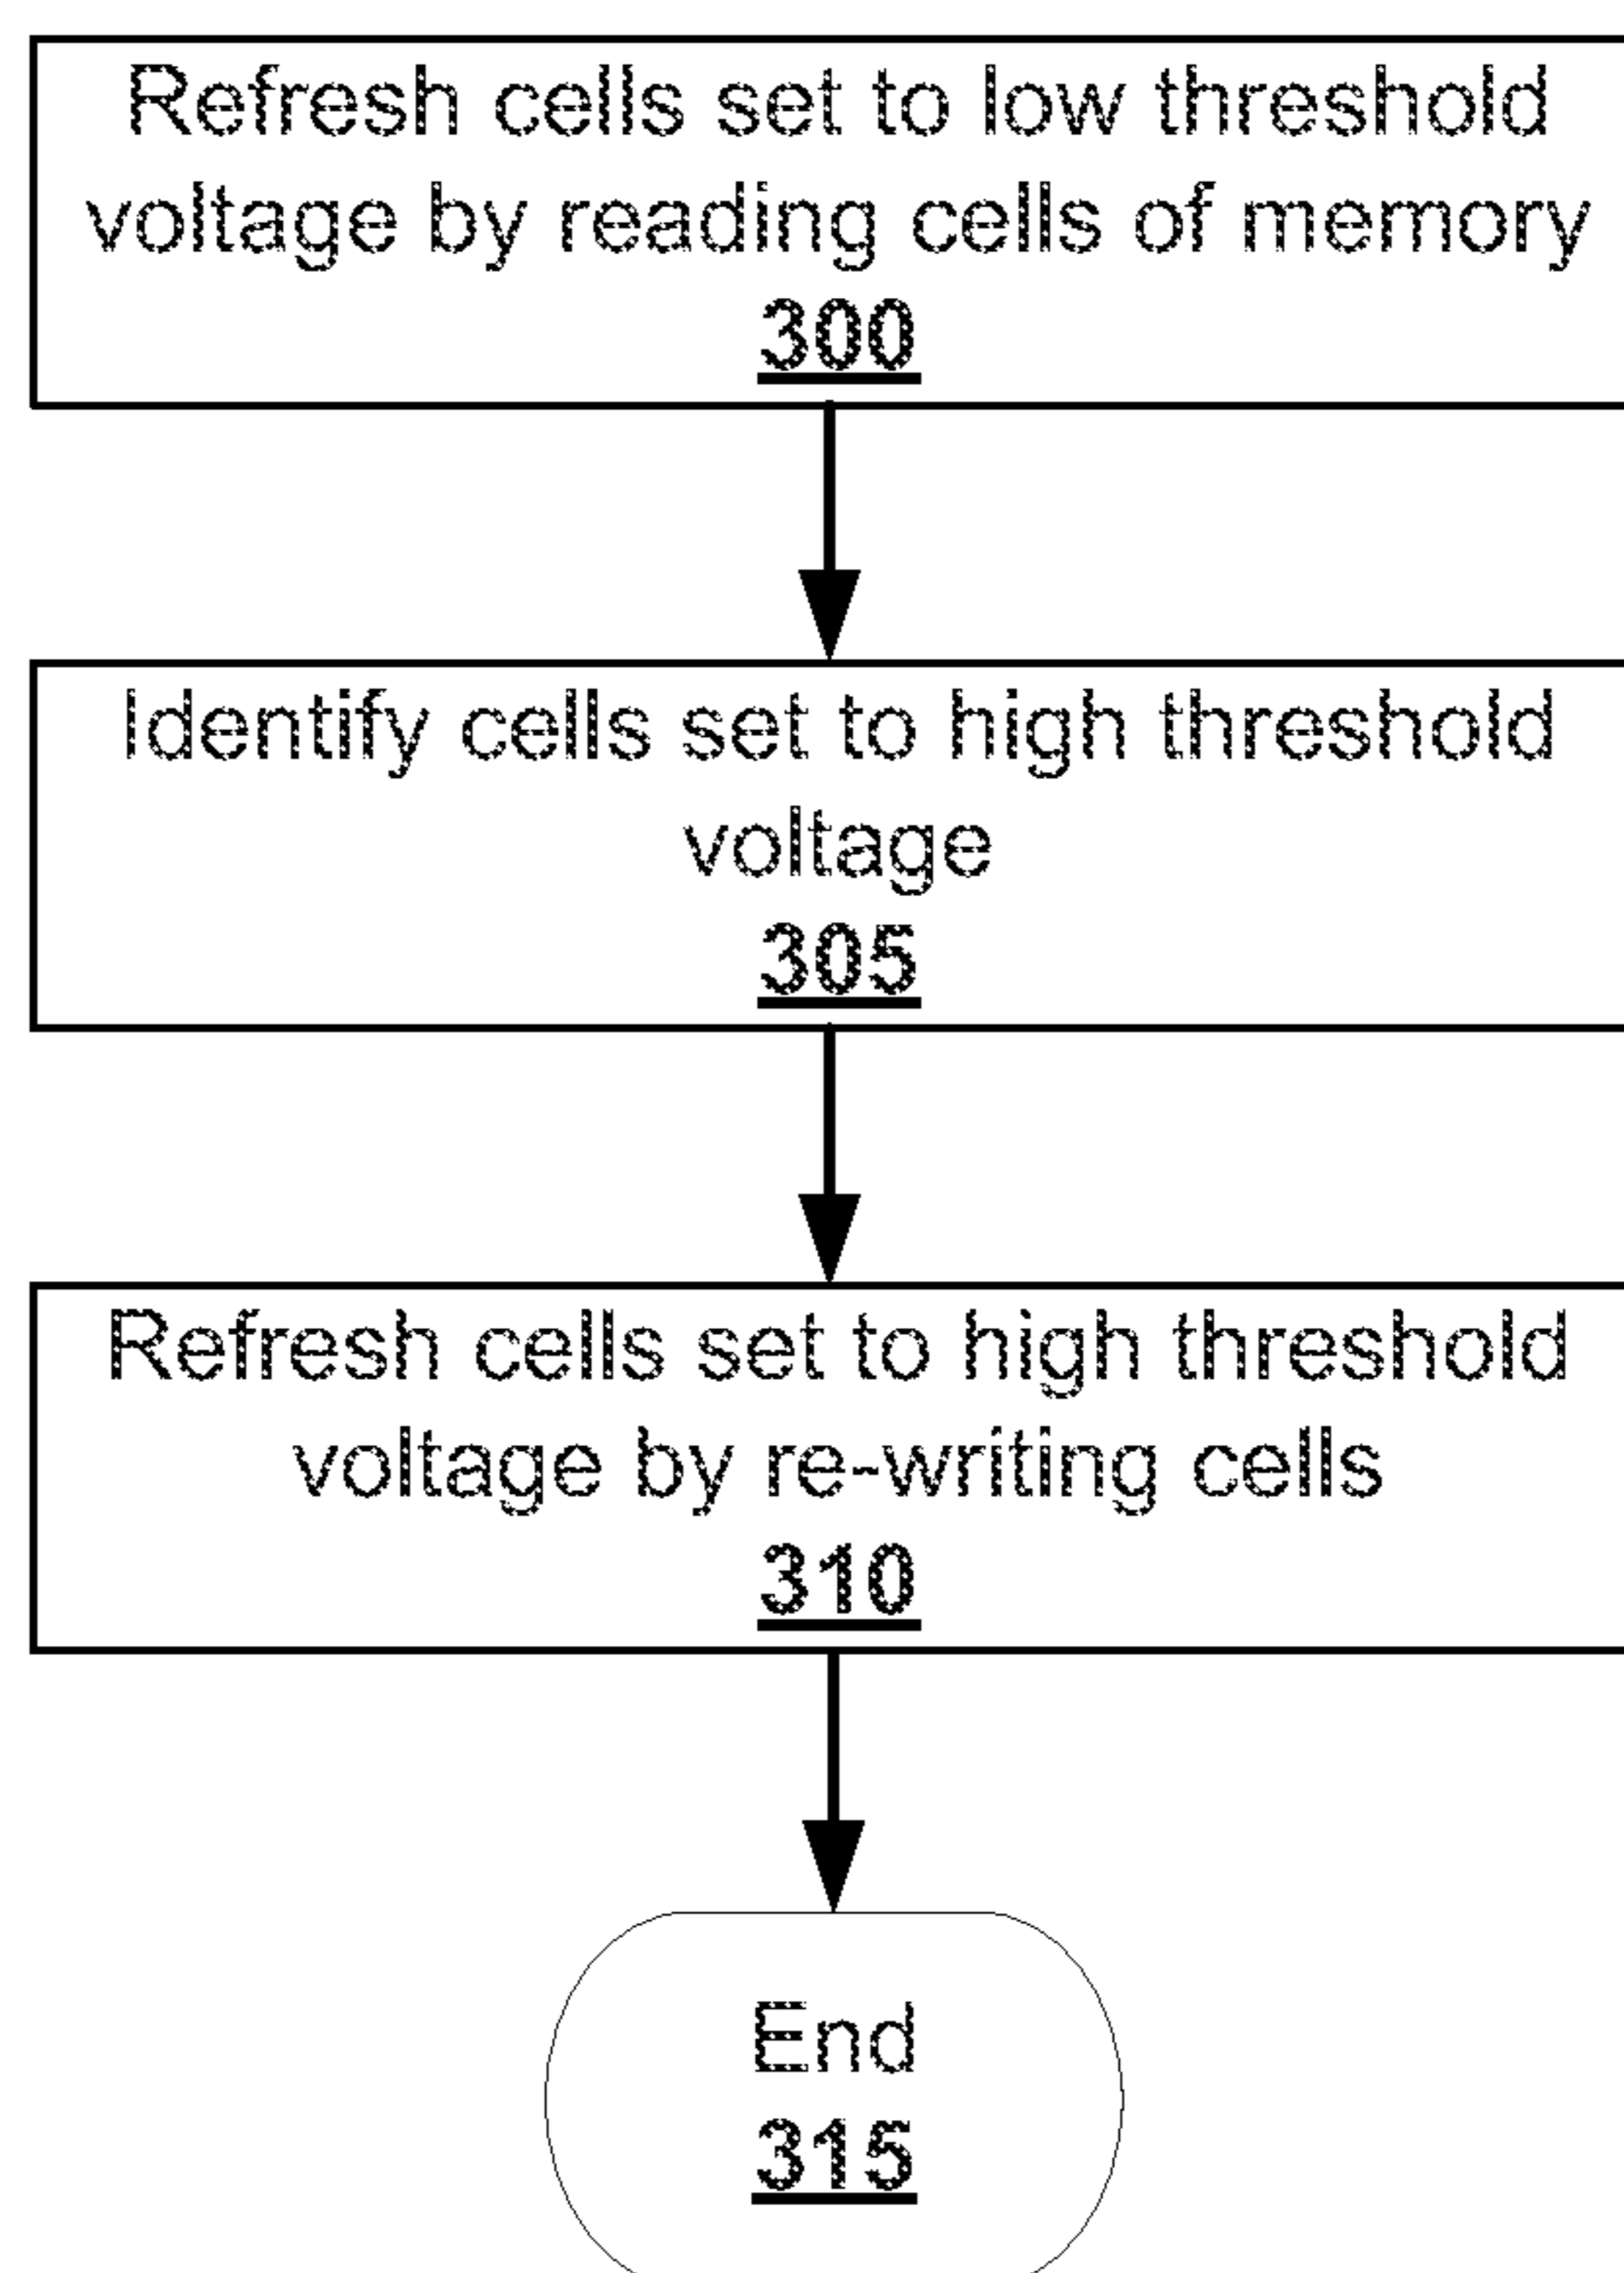 Refresh cells set to low threshold
voltage by reading cells of memory
300
Identify cells set to high threshold
voltage
305
Refresh cells set to high threshold
voltage by re-writing cells
310
End
315